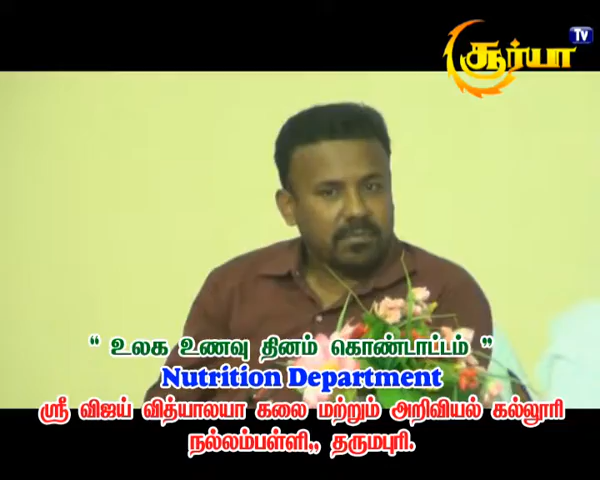 சூர்யா TV
“ உலக உணவு தினம் கொண்டாட்டம் ”
Nutrition Department
ஸ்ரீ விஜய் வித்யாலயா கலை மற்றும் அறிவியல் கல்லூரி
நல்லம்பள்ளி,, தருமபுரி.